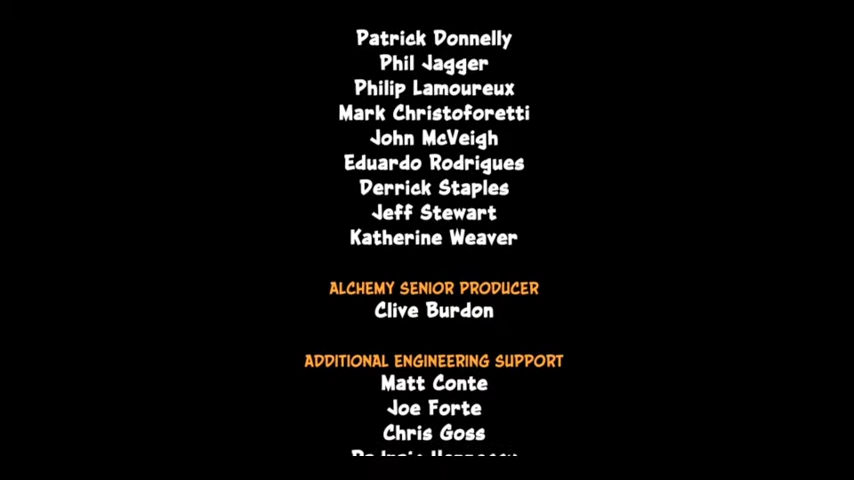 Patrick Donnelly
Phil Jagger
Philip Lamoureux
Mark Christoforetti
John McVeigh
Eduardo Rodrigues
Derrick Staples
Jeff Stewart
Katherine Weaver
ALCHEMY SENIOR PRODUCER
Clive Burdon
ADDITIONAL ENGINEERING SUPPORT
Matt Conte
Joe Forte
Chris Goss